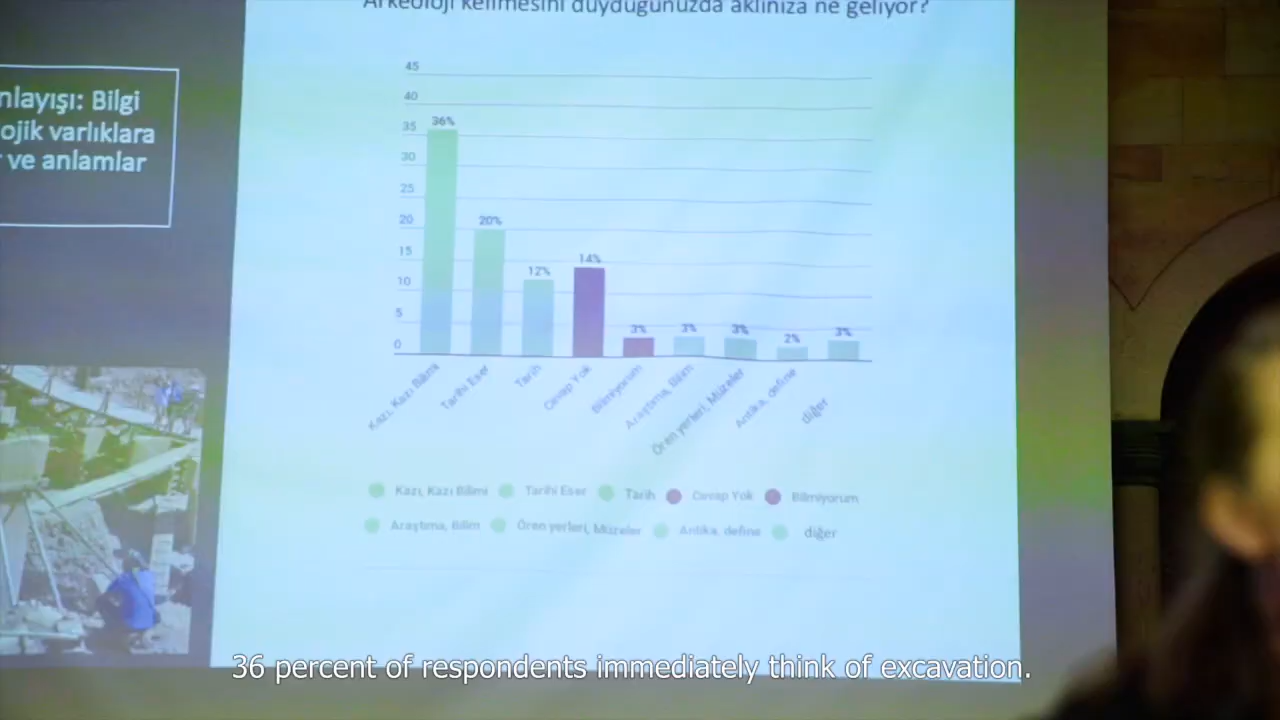 Arkeoloji kelimesini duyduğunuzda aklınıza ne geliyor?
nlayışı: Bilgi
ojik varlıklara
ve anlamlar
45
40
35
30
25
20
15
10
5
0
36%
20%
12%
14%
3%
3%
3%
2%
3%
Kazı, Kazı Bilimi
Tarihi Eser
Tarih
Cevap Yok
Bilmiyorum
Araştıma, Bilim
Ören yerleri, Müzeler
Antika, define
diğer
Kazı, Kazı Bilimi Tarihi Eser Tarih Cevap Yok Bilmiyorum
Araştıma, Bilim Ören yerleri, Müzeler Antika, define diğer
36 percent of respondents immediately think of excavation.